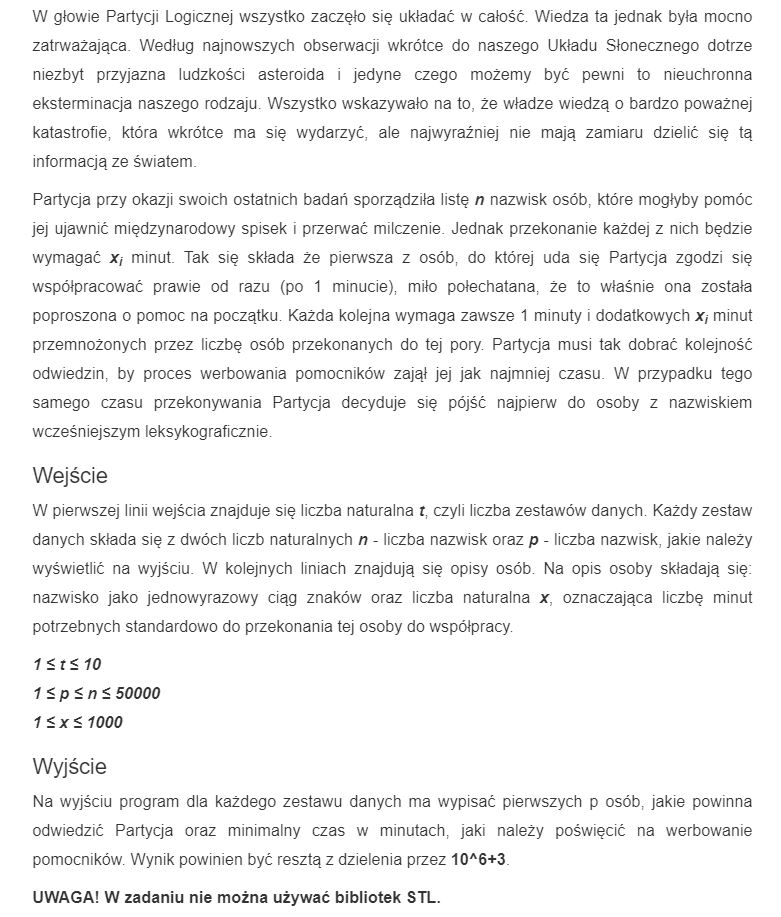 W głowie Partycji Logicznej wszystko zaczęło się układać w całość. Wiedza ta jednak była mocno
zatrważająca. Według najnowszych obserwacji wkrótce do naszego Układu Słonecznego dotrze
niezbyt przyjazna ludzkości asteroida i jedyne czego możemy być pewni to nieuchronna
eksterminacja naszego rodzaju. Wszystko wskazywało na to, że władze wiedzą o bardzo poważnej
katastrofie, która wkrótce ma się wydarzyć, ale najwyraźniej nie mają zamiaru dzielić się tą
informacją ze światem.
Partycja przy okazji swoich ostatnich badań sporządziła listę n nazwisk osób, które mogłyby pomóc
jej ujawnić międzynarodowy spisek i przerwać milczenie. Jednak przekonanie każdej z nich będzie
wymagać xᵢ minut. Tak się składa że pierwsza z osób, do której uda się Partycja zgodzi się
współpracować prawie od razu (po 1 minucie), miło połechatana, że to właśnie ona została
poproszona o pomoc na początku. Każda kolejna wymaga zawsze 1 minuty i dodatkowych xᵢ minut
przemnożonych przez liczbę osób przekonanych do tej pory. Partycja musi tak dobrać kolejność
odwiedzin, by proces werbowania pomocników zajął jej jak najmniej czasu. W przypadku tego
samego czasu przekonywania Partycja decyduje się pójść najpierw do osoby z nazwiskiem
wcześniejszym leksykograficznie.
Wejście
W pierwszej linii wejścia znajduje się liczba naturalna t, czyli liczba zestawów danych. Każdy zestaw
danych składa się z dwóch liczb naturalnych n - liczba nazwisk oraz p - liczba nazwisk, jakie należy
wyświetlić na wyjściu. W kolejnych liniach znajdują się opisy osób. Na opis osoby składają się:
nazwisko jako jednowyrazowy ciąg znaków oraz liczba naturalna x, oznaczająca liczbę minut
potrzebnych standardowo do przekonania tej osoby do współpracy.
1 ≤ t ≤ 10
1 ≤ p ≤ n ≤ 50000
1 ≤ x ≤ 1000
Wyjście
Na wyjściu program dla każdego zestawu danych ma wypisać pierwszych p osób, jakie powinna
odwiedzić Partycja oraz minimalny czas w minutach, jaki należy poświęcić na werbowanie
pomocników. Wynik powinien być resztą z dzielenia przez 10^6+3.
UWAGA! W zadaniu nie można używać bibliotek STL.